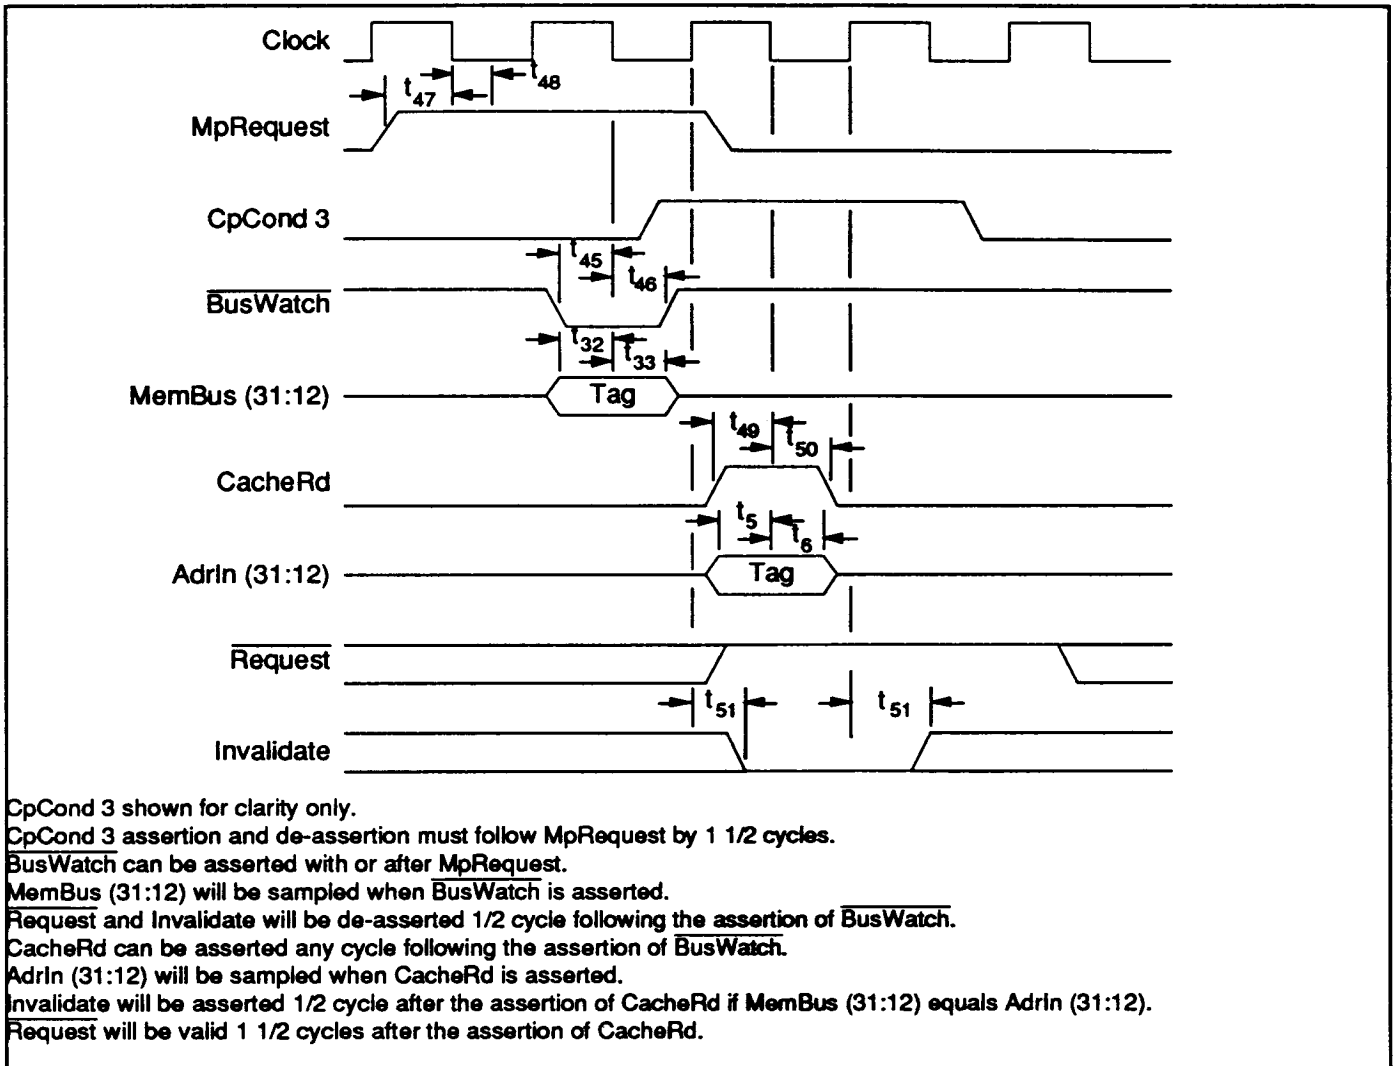 Clock
t47
t48
MpRequest
CpCond 3
t45
t46
BusWatch
t32
t33
MemBus (31:12)
Tag
t49
t50
CacheRd
t5
t6
AdrIn (31:12)
Tag
Request
t51
t51
Invalidate
CpCond 3 shown for clarity only.
CpCond 3 assertion and de-assertion must follow MpRequest by 1 1/2 cycles.
BusWatch can be asserted with or after MpRequest.
MemBus (31:12) will be sampled when BusWatch is asserted.
Request and Invalidate will be de-asserted 1/2 cycle following the assertion of BusWatch.
CacheRd can be asserted any cycle following the assertion of BusWatch.
AdrIn (31:12) will be sampled when CacheRd is asserted.
Invalidate will be asserted 1/2 cycle after the assertion of CacheRd if MemBus (31:12) equals AdrIn (31:12).
Request will be valid 1 1/2 cycles after the assertion of CacheRd.